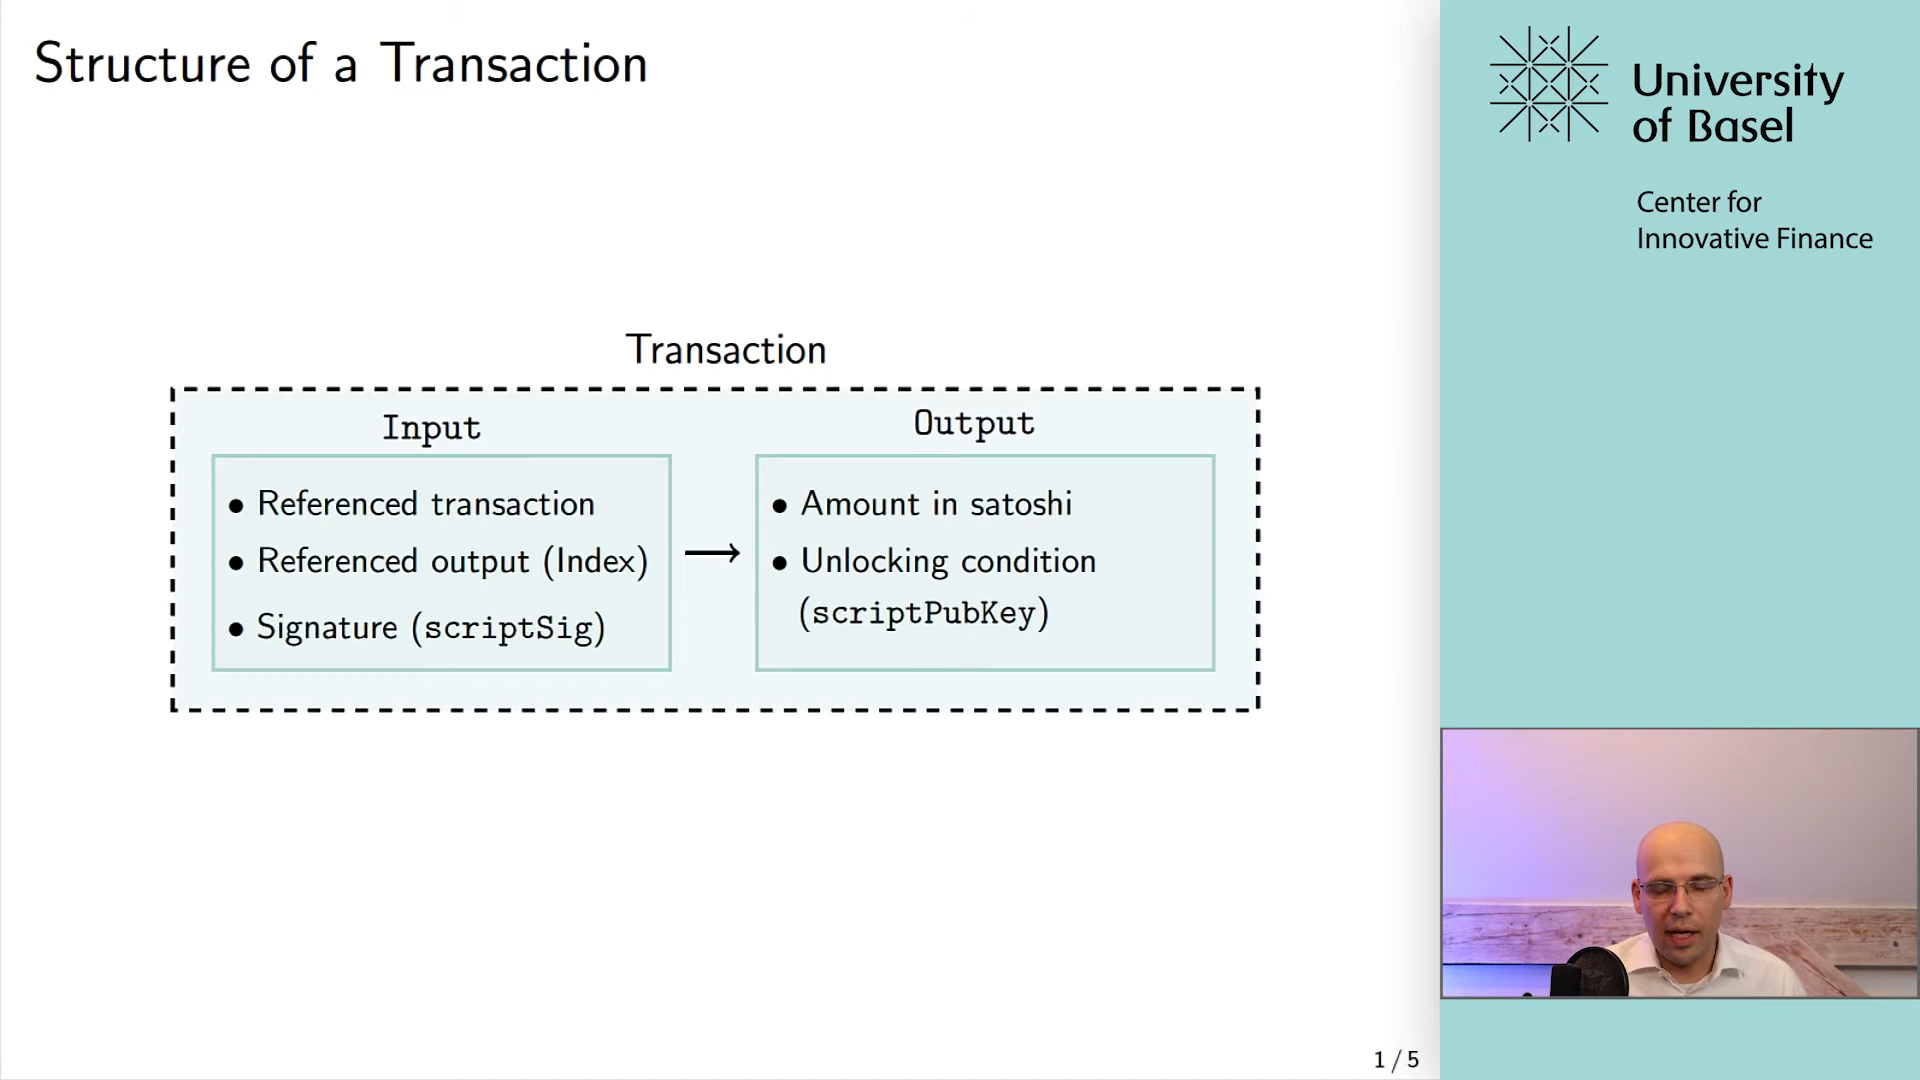 Structure of a Transaction
Transaction
Input
• Referenced transaction
• Referenced output (Index)
• Signature (scriptSig)
Output
• Amount in satoshi
• Unlocking condition
(scriptPubKey)
1 / 5
University
of Basel
Center for
Innovative Finance